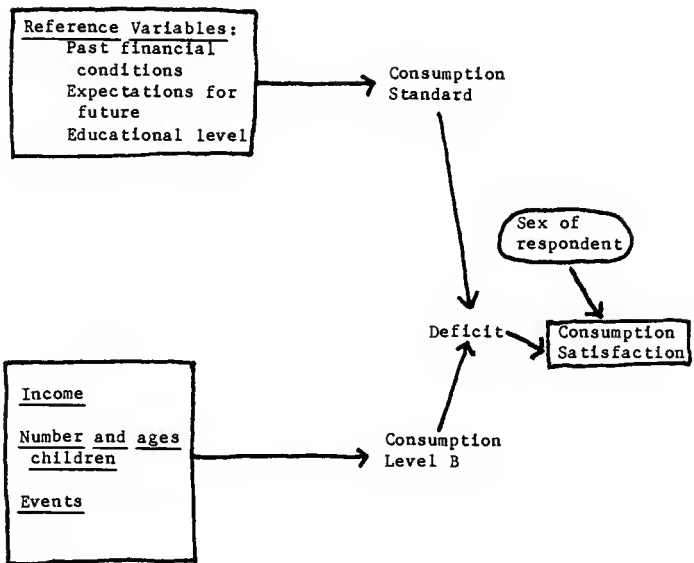 Reference Variables:
Past financial
conditions
Expectations for
future
Educational level
Consumption
Standard
Sex of
respondent
Deficit
Consumption
Satisfaction
Income
Number and ages
children
Events
Consumption
Level B